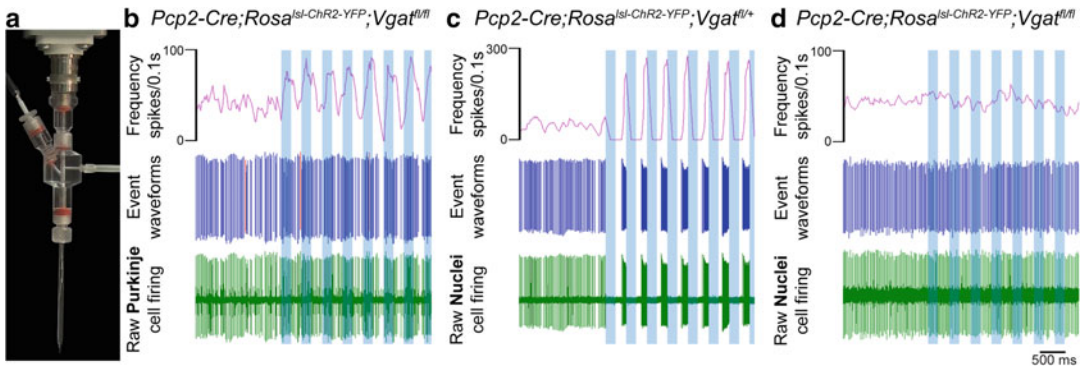 a
b Pcp2-Cre;Rosa^lsl-ChR2-YFP;Vgat^fl/fl
100
0
Frequency
spikes/0.1s
Event
waveforms
Raw Purkinje
cell firing
c Pcp2-Cre;Rosa^lsl-ChR2-YFP;Vgat^fl/+
300
0
Frequency
spikes/0.1s
Event
waveforms
Raw Nuclei
cell firing
d Pcp2-Cre;Rosa^lsl-ChR2-YFP;Vgat^fl/fl
100
0
Frequency
spikes/0.1s
Event
waveforms
Raw Nuclei
cell firing
500 ms